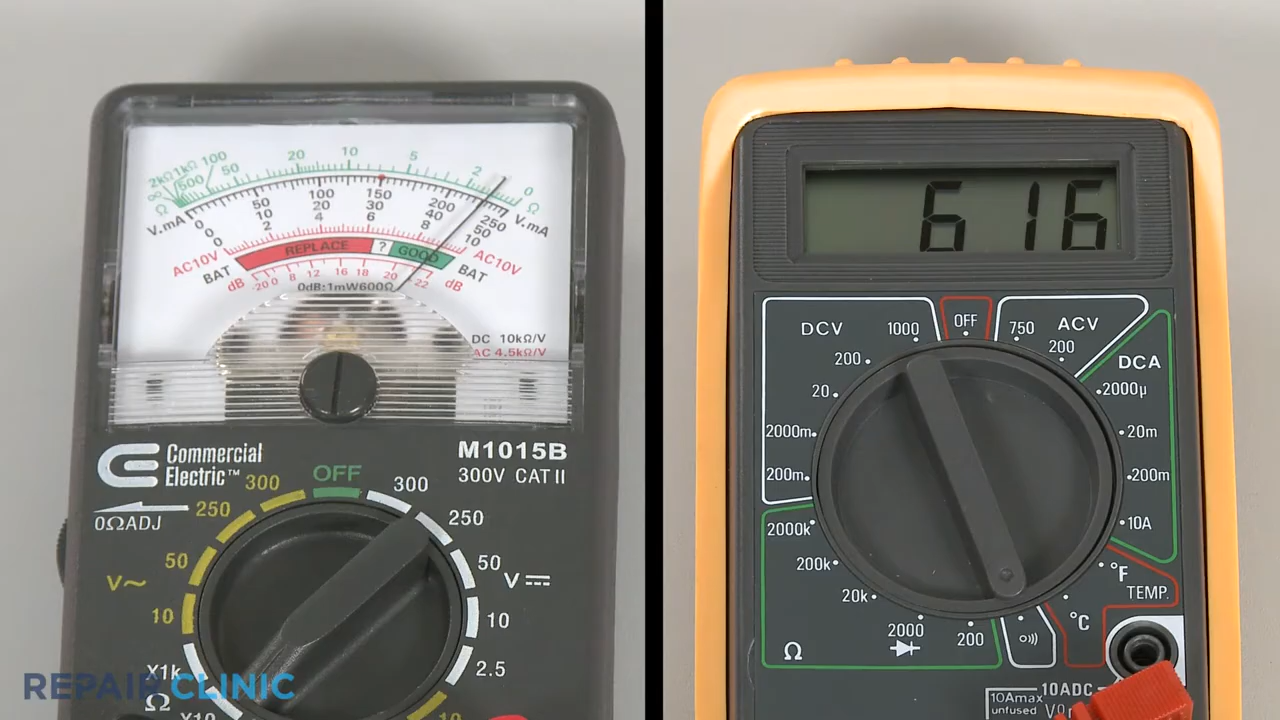 2kΩ 1kΩ 100 20 10 5 2 0
∞ 500 50
Ω Ω
50 100 150 200 250
V.mA 0 10 20 30 40 50 V.mA
0 2 4 6 8 10
AC10V REPLACE ? GOOD AC10V
BAT BAT
dB -20 0 8 12 16 18 20 22 dB
0dB:1mW600Ω
DC 10kΩ/V
AC 4.5kΩ/V
Commercial
Electric™
M1015B
300V CAT II
0ΩADJ
OFF
300 300
250 250
50 50
V~ V⎓
10 10
X1k 2.5
Ω
X10 10
REPAIR CLINIC
616
DCV 1000 OFF 750 ACV
200 200
DCA
20 2000µ
2000m 20m
200m 200m
2000k 10A
200k °F
TEMP.
20k °C
2000 200
Ω
10Amax
unfused
10ADC